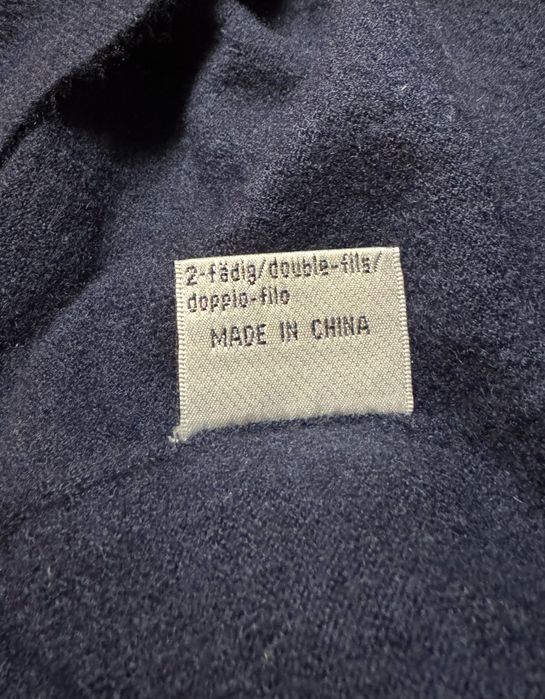 2-fädig/double-fils/
doppio-filo
MADE IN CHINA